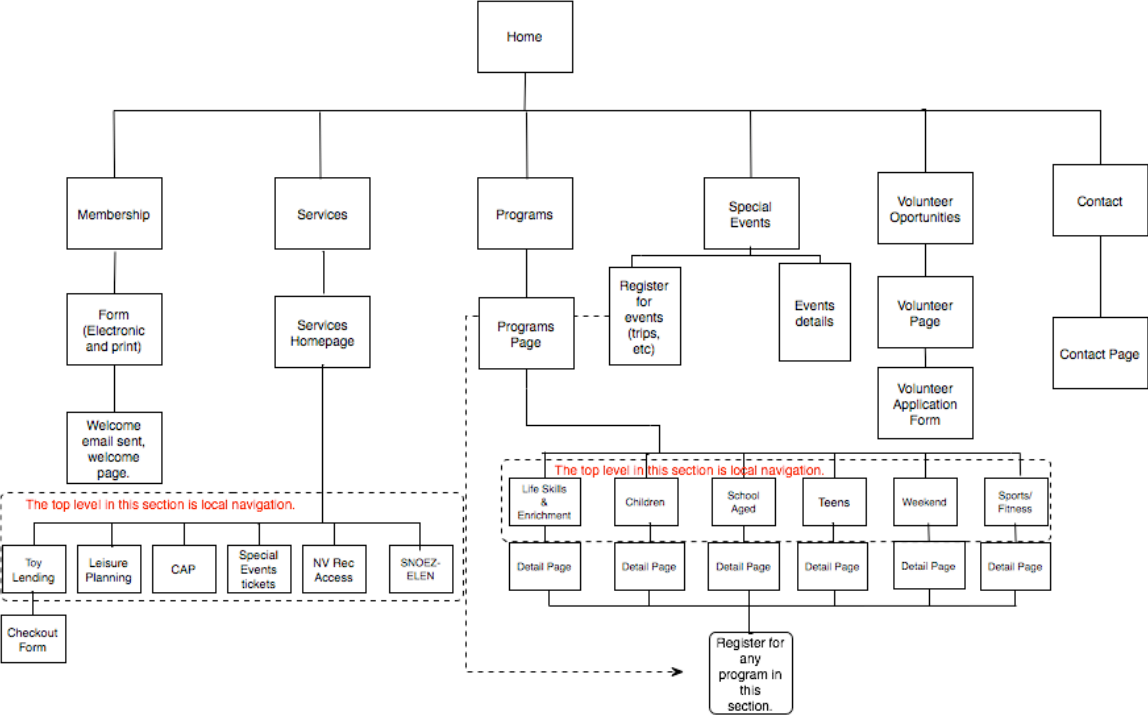 Home
Membership
Services
Programs
Special
Events
Volunteer
Oportunities
Contact
Form
(Electronic
and print)
Services
Homepage
Programs
Page
Register
for
events
(trips,
etc)
Events
details
Volunteer
Page
Contact Page
Welcome
email sent,
welcome
page.
Volunteer
Application
Form
The top level in this section is local navigation.
The top level in this section is local navigation.
Life Skills
&
Enrichment
Children
School
Aged
Teens
Weekend
Sports/
Fitness
Toy
Lending
Leisure
Planning
CAP
Special
Events
tickets
NV Rec
Access
SNOEZ-
ELEN
Detail Page
Detail Page
Detail Page
Detail Page
Detail Page
Detail Page
Checkout
Form
Register for
any
program in
this
section.